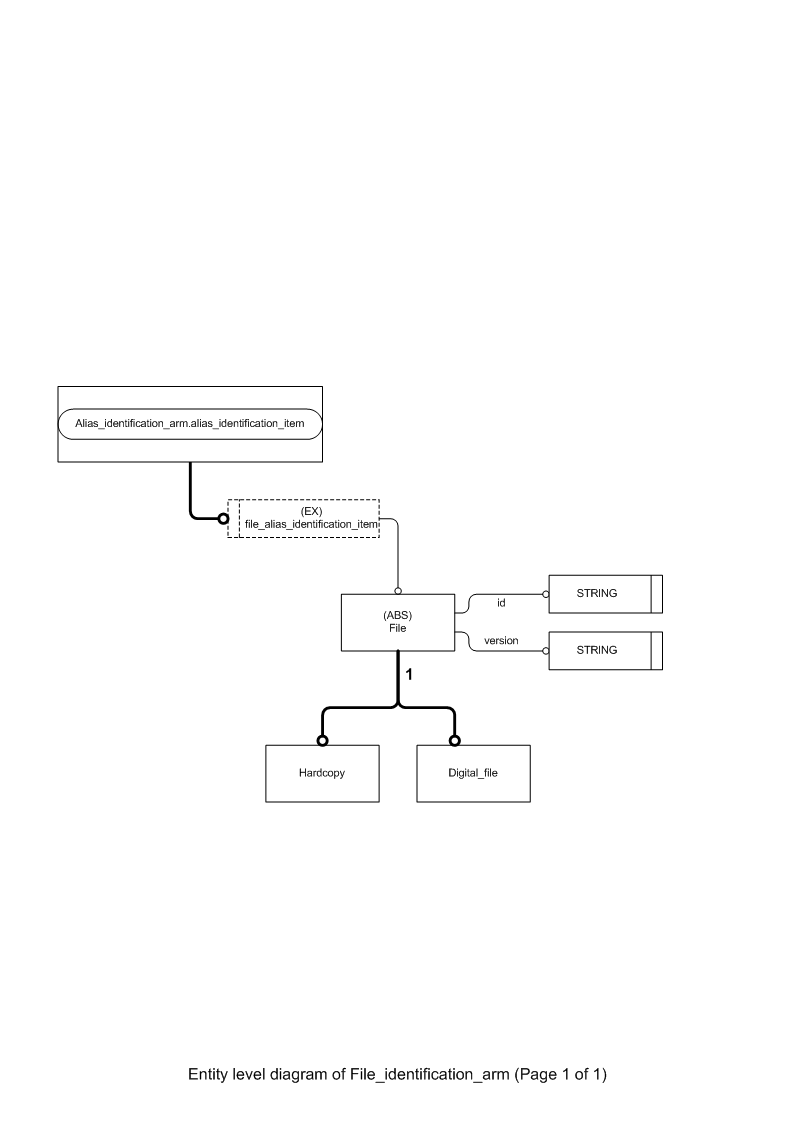 Alias_identification_arm.alias_identification_item
(EX)
file_alias_identification_item
(ABS)
File
id
STRING
version
STRING
1
Hardcopy
Digital_file
Entity level diagram of File_identification_arm (Page 1 of 1)